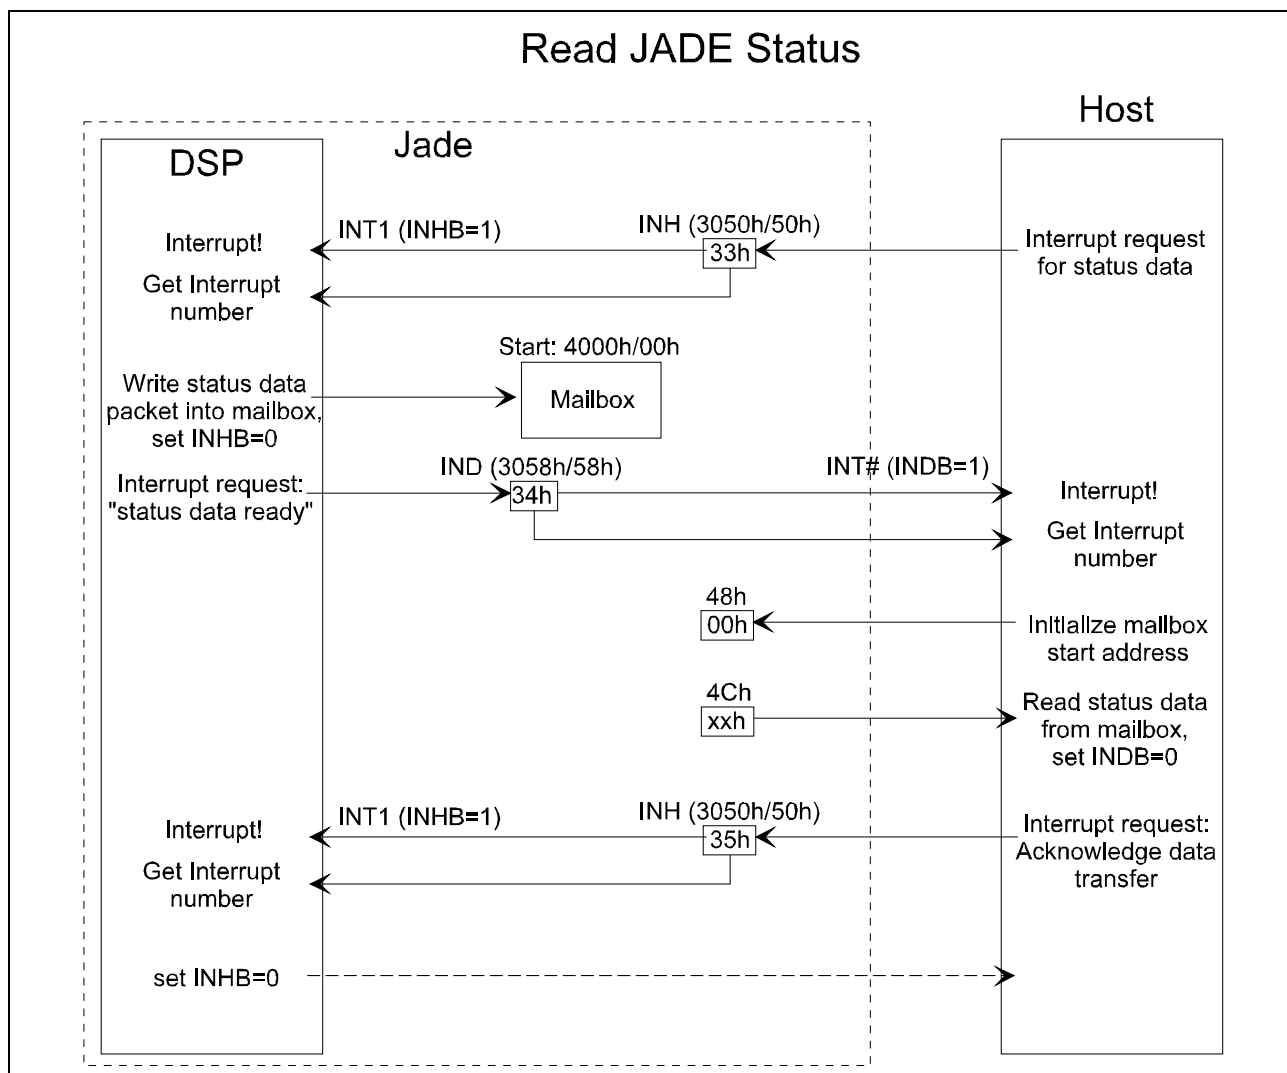 Read JADE Status
Host
Jade
DSP
INT1 (INHB=1)
INH (3050h/50h)
Interrupt!
33h
Interrupt request
for status data
Get Interrupt
number
Start: 4000h/00h
Write status data
packet into mailbox,
set INHB=0
Mailbox
IND (3058h/58h)
INT# (INDB=1)
Interrupt request:
"status data ready"
34h
Interrupt!
Get Interrupt
number
48h
00h
Initialize mailbox
start address
4Ch
xxh
Read status data
from mailbox,
set INDB=0
INT1 (INHB=1)
INH (3050h/50h)
Interrupt!
35h
Interrupt request:
Acknowledge data
transfer
Get Interrupt
number
set INHB=0